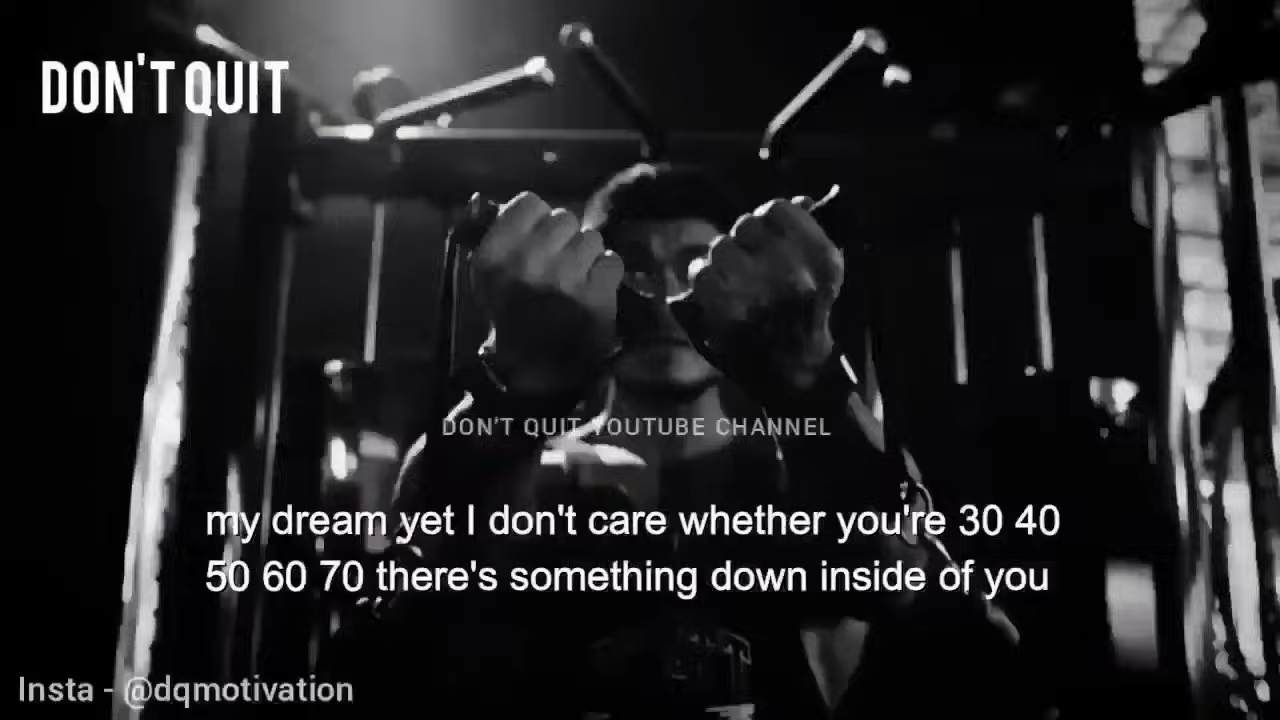 DON'T QUIT
DON'T QUIT YOUTUBE CHANNEL
my dream yet I don't care whether you're 30 40
50 60 70 there's something down inside of you
Insta - @dqmotivation